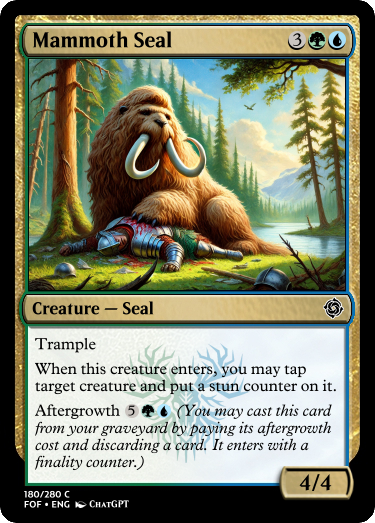 Mammoth Seal 3
Creature — Seal
Trample
When this creature enters, you may tap
target creature and put a stun counter on it.
Aftergrowth 5 (You may cast this card
from your graveyard by paying its aftergrowth
cost and discarding a card. It enters with a
finality counter.)
4/4
180/280 C
FOF • ENG ChatGPT